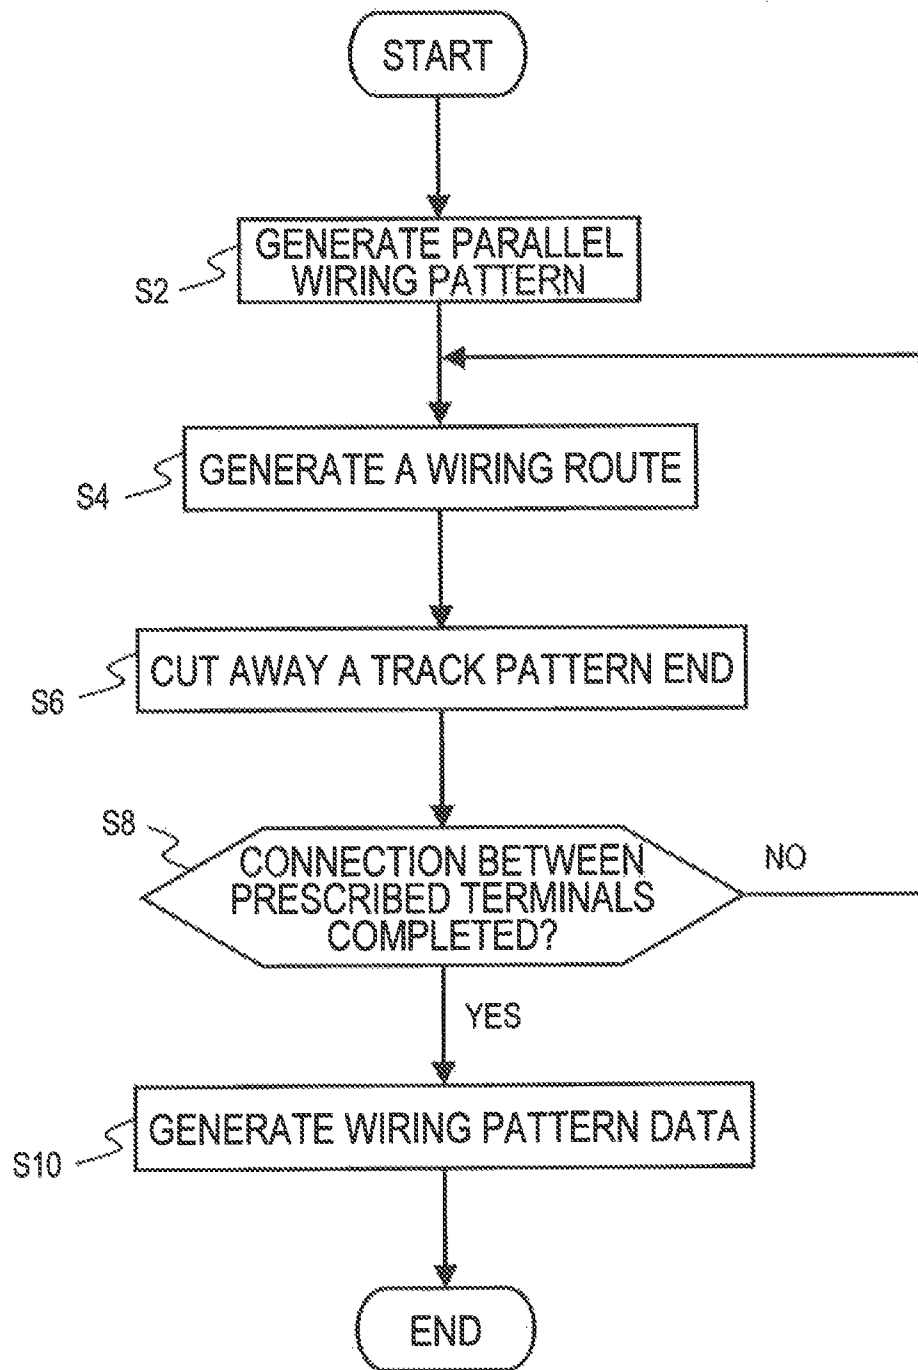 START
GENERATE PARALLEL
WIRING PATTERN
S2
GENERATE A WIRING ROUTE
S4
CUT AWAY A TRACK PATTERN END
S6
S8
CONNECTION BETWEEN
PRESCRIBED TERMINALS
COMPLETED?
NO
YES
GENERATE WIRING PATTERN DATA
S10
END